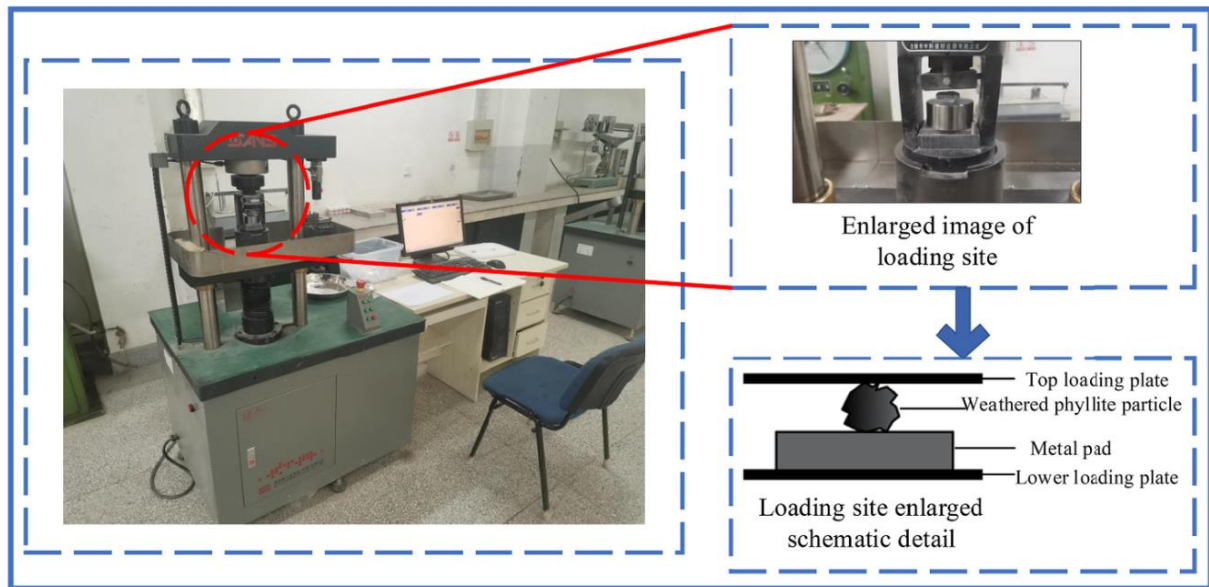 SANS
Enlarged image of
loading site
Top loading plate
Weathered phyllite particle
Metal pad
Lower loading plate
Loading site enlarged
schematic detail